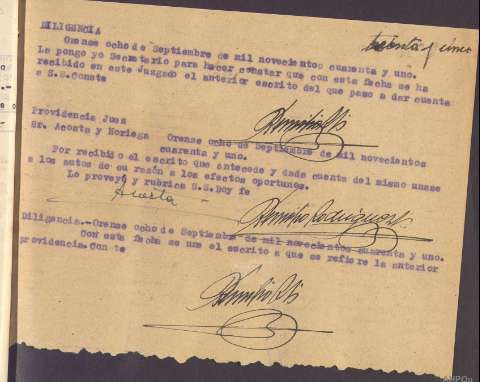 treinta y cinco
DILIGENCIA
Orense ocho de Septiembre de mil novecientos cuarenta y uno.
La pongo yo Secretario para hacer constar que con esta fecha se ha
recibido en este Juzgado el anterior escrito del que paso a dar cuenta
a S.S. Conste
Providencia Juez
Sr. Acosta y Noriega Orense ocho de Septiembre de mil novecientos
cuarenta y uno.
Por recibido el escrito que antecede y dada cuenta del mismo unase
a los autos de su razón a los efectos oportunos.
Lo proveyó y rubrica S.S. Doy fe
Acosta
Diligencia.-Orense ocho de Septiembre de mil novecientos cuarenta y uno.
Con esta fecha se une el escrito a que se refiere la anterior
providencia.Con te